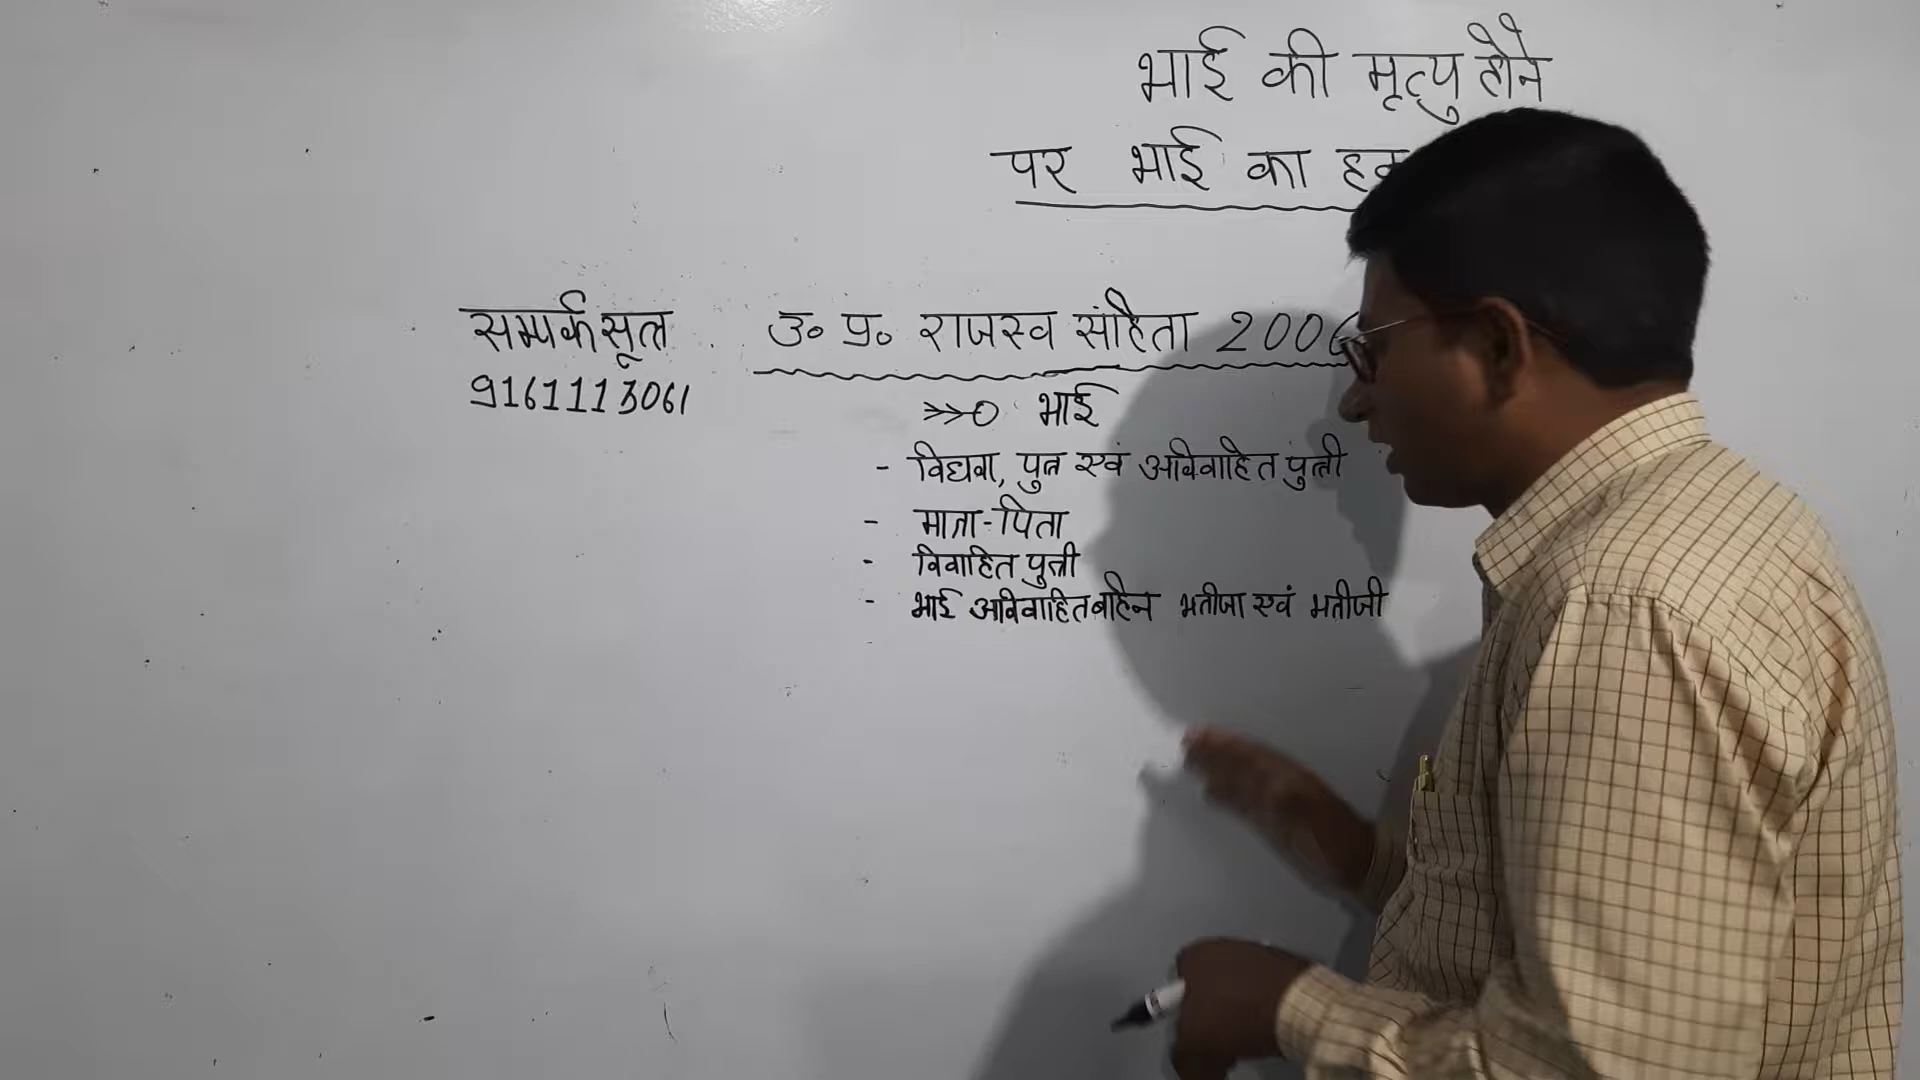 भाई की मृत्यु होने
पर भाई का
सम्पर्कसूत्र
9161113061
उ० प्र० राजस्व संहिता 2006
भाई
- विधवा, पुत्र एवं अविवाहित पुत्री
- माता-पिता
- विवाहित पुत्री
- भाई अविवाहित बहिन भतीजा एवं भतीजी